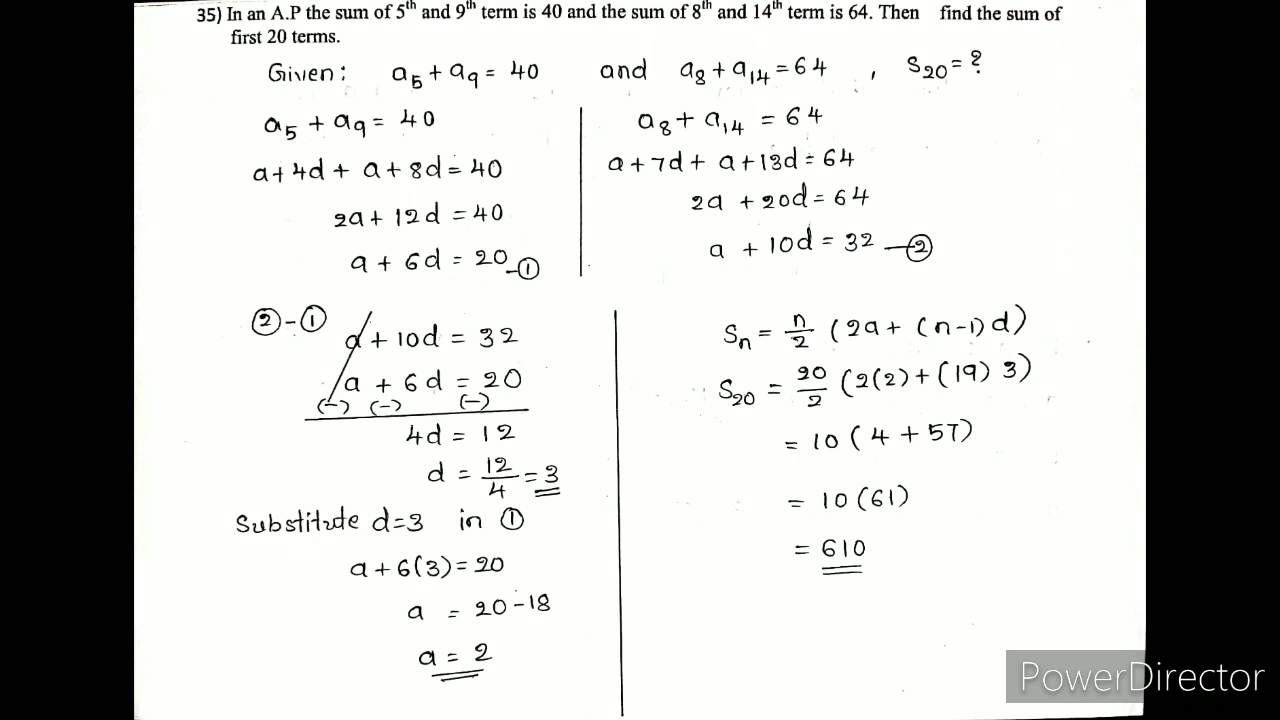 35) In an A.P the sum of 5th and 9th term is 40 and the sum of 8th and 14th term is 64. Then find the sum of
first 20 terms.
Given: a5 + a9 = 40 and a8 + a14 = 64 , S20 = ?
a5 + a9 = 40
a + 4d + a + 8d = 40
2a + 12d = 40
a + 6d = 20 -①
a8 + a14 = 64
a + 7d + a + 13d = 64
2a + 20d = 64
a + 10d = 32 -②
② - ①
a + 10d = 32
a + 6d = 20
(-) (-) (-)
4d = 12
d = 12/4 = 3
Substitute d=3 in ①
a + 6(3) = 20
a = 20 - 18
a = 2
Sn = n/2 (2a + (n-1) d)
S20 = 20/2 (2(2) + (19) 3)
= 10 (4 + 57)
= 10 (61)
= 610
PowerDirector